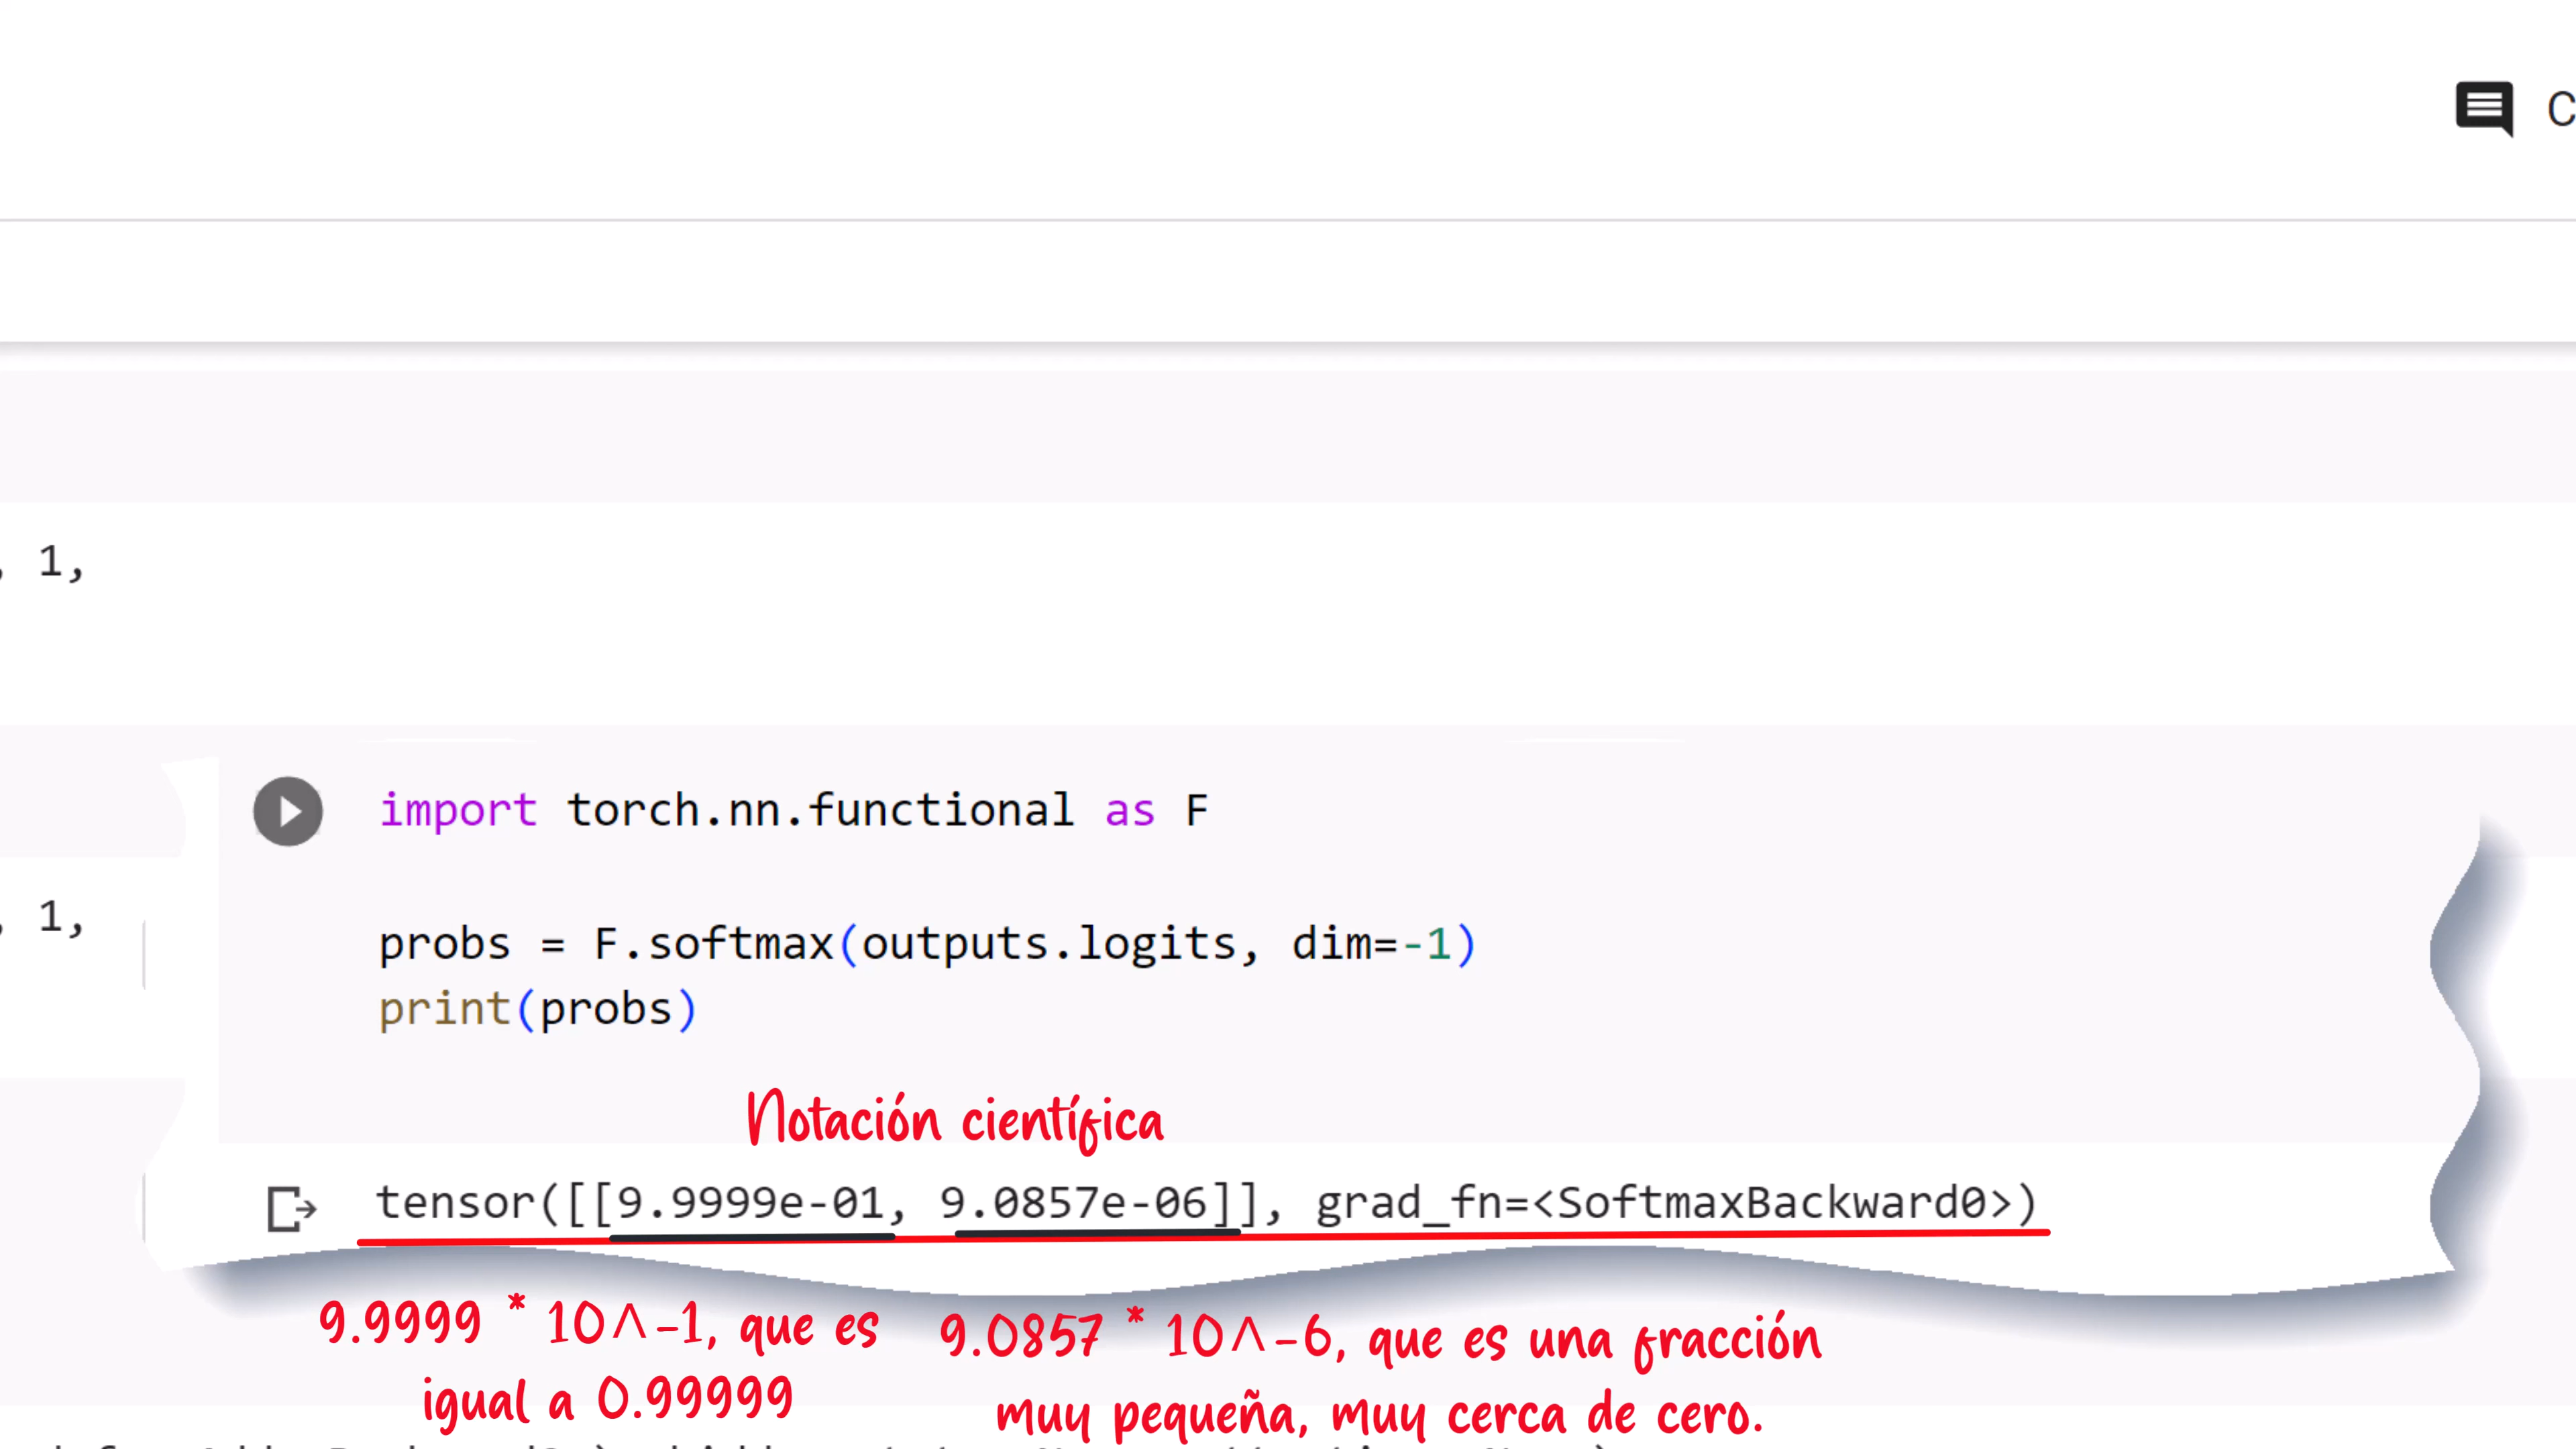 C
, 1,
import torch.nn.functional as F
, 1,
probs = F.softmax(outputs.logits, dim=-1)
print(probs)
Notación científica
tensor([[9.9999e-01, 9.0857e-06]], grad_fn=<SoftmaxBackward0>)
9.9999 * 10^-1, que es
igual a 0.99999
9.0857 * 10^-6, que es una fracción
muy pequeña, muy cerca de cero.